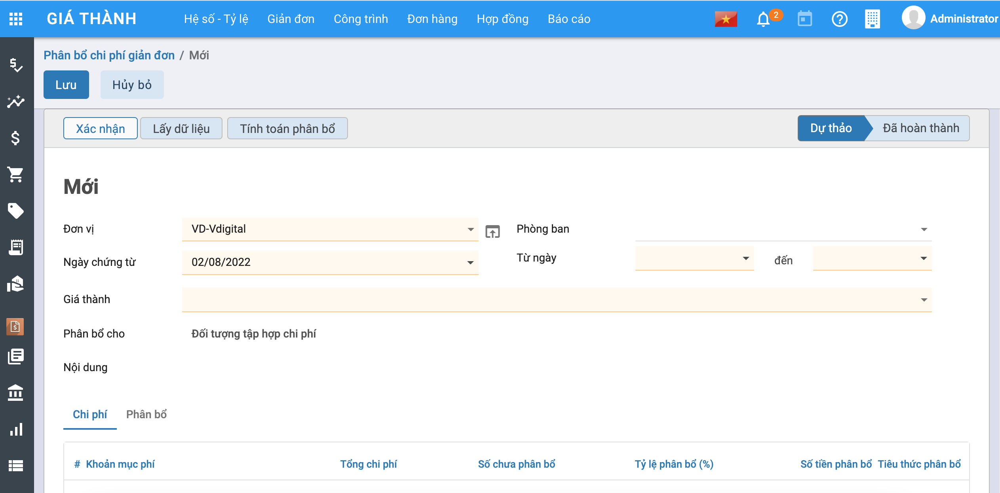 GIÁ THÀNH Hệ số - Tỷ lệ Giản đơn Công trình Đơn hàng Hợp đồng Báo cáo 2 Administrator
Phân bổ chi phí giản đơn / Mới
Lưu Hủy bỏ
Xác nhận Lấy dữ liệu Tính toán phân bổ Dự thảo Đã hoàn thành
Mới
Đơn vị VD-Vdigital Phòng ban
Ngày chứng từ 02/08/2022 Từ ngày đến
Giá thành
Phân bổ cho Đối tượng tập hợp chi phí
Nội dung
Chi phí Phân bổ
# Khoản mục phí Tổng chi phí Số chưa phân bổ Tỷ lệ phân bổ (%) Số tiền phân bổ Tiêu thức phân bổ